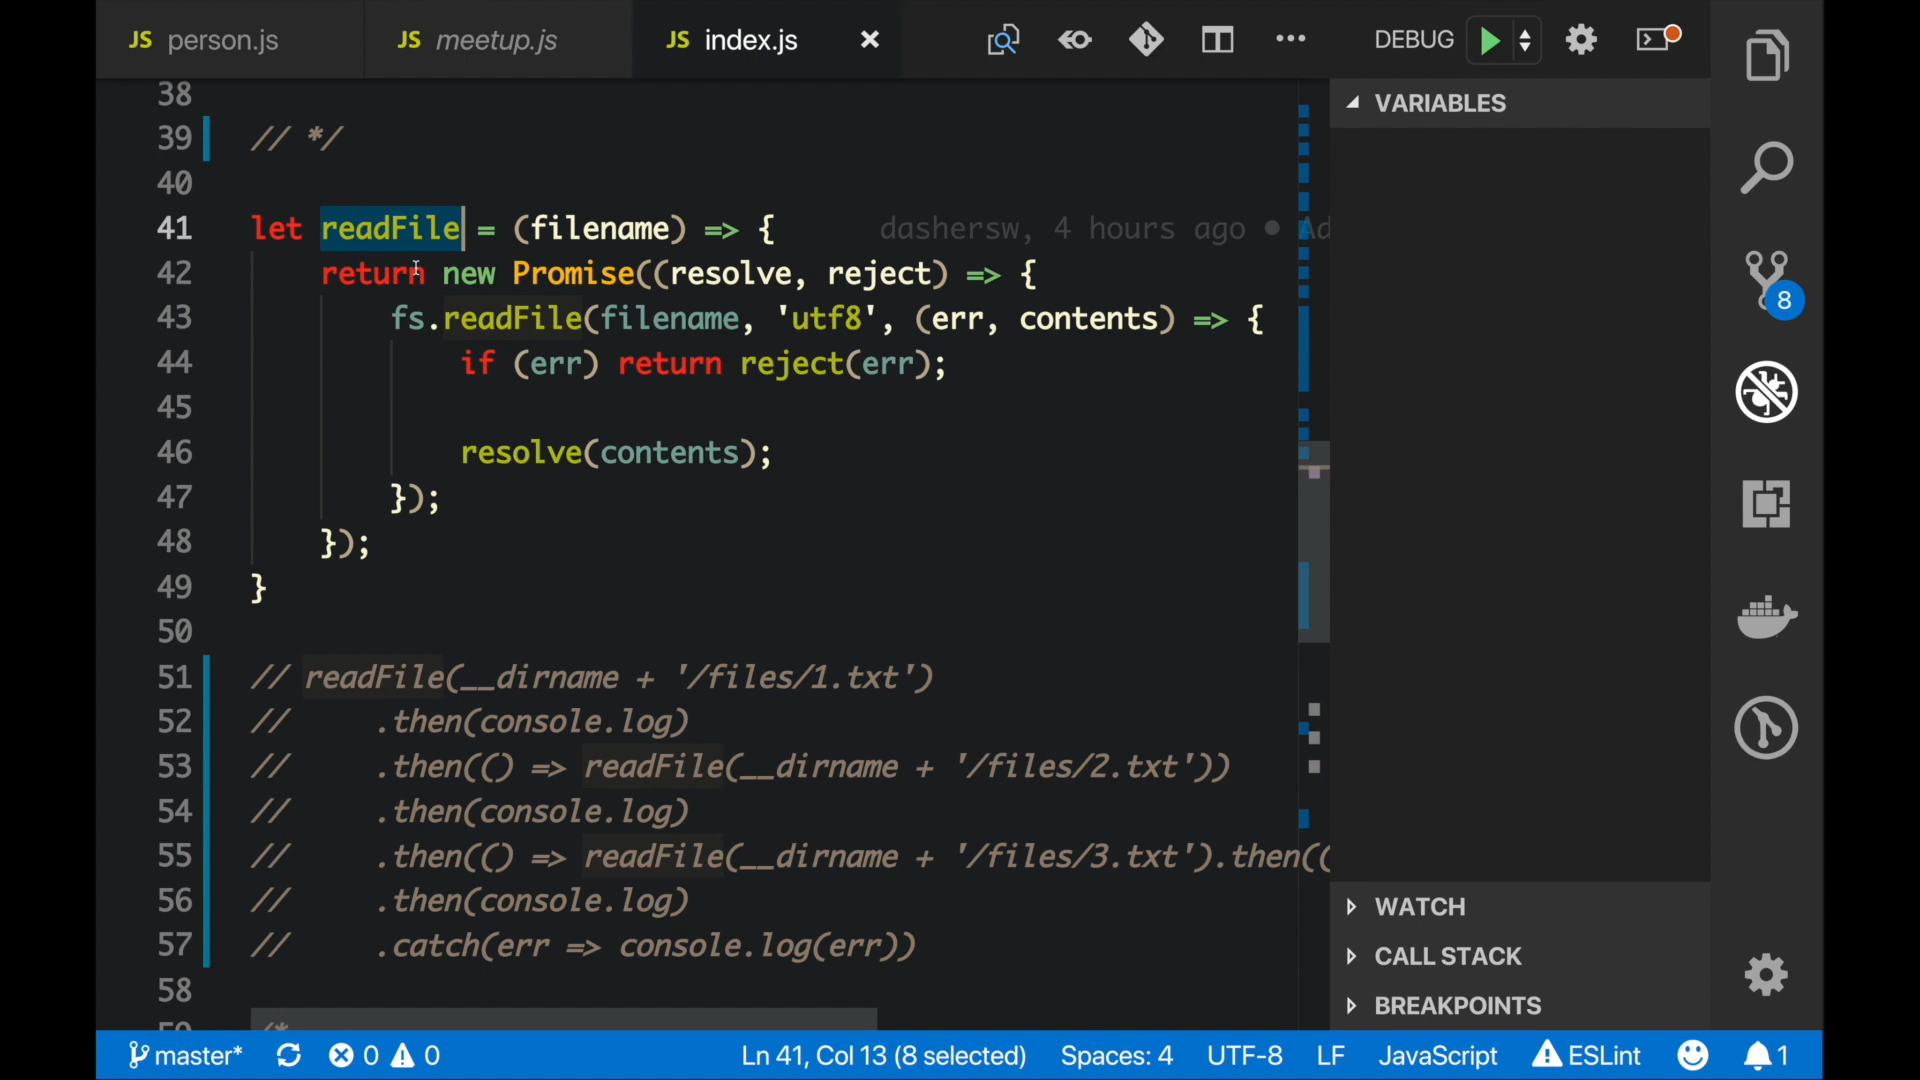 JS person.js JS meetup.js JS index.js DEBUG
VARIABLES
38
39 // */
40
41 let readFile = (filename) => { dashersw, 4 hours ago • Ad
42 return new Promise((resolve, reject) => {
43 fs.readFile(filename, 'utf8', (err, contents) => {
44 if (err) return reject(err);
45
46 resolve(contents);
47 });
48 });
49 }
50
51 // readFile(__dirname + '/files/1.txt')
52 // .then(console.log)
53 // .then(() => readFile(__dirname + '/files/2.txt'))
54 // .then(console.log)
55 // .then(() => readFile(__dirname + '/files/3.txt').then((
56 // .then(console.log)
57 // .catch(err => console.log(err))
58
59 /*
8
WATCH
CALL STACK
BREAKPOINTS
master* 0 0 Ln 41, Col 13 (8 selected) Spaces: 4 UTF-8 LF JavaScript ESLint 1